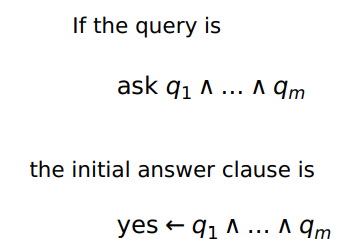 If the query is
ask q₁ ∧ … ∧ qₘ
the initial answer clause is
yes ← q₁ ∧ … ∧ qₘ